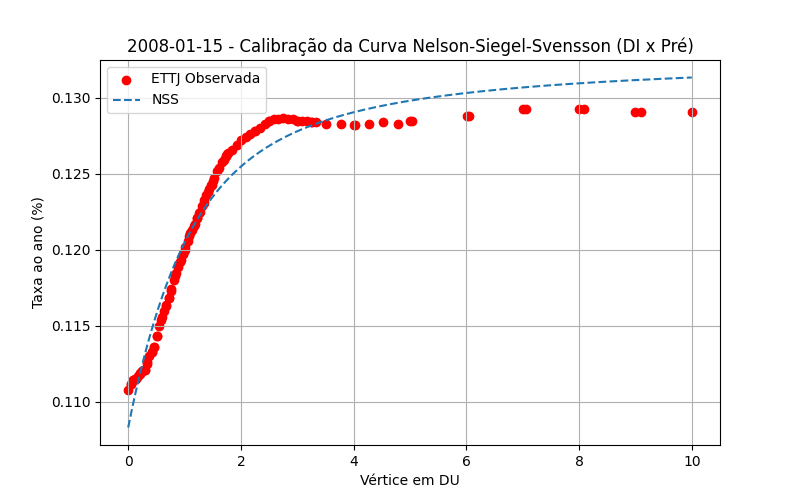 2008-01-15 - Calibração da Curva Nelson-Siegel-Svensson (DI x Pré)
ETTJ Observada
NSS
Taxa ao ano (%)
0.130
0.125
0.120
0.115
0.110
0 2 4 6 8 10
Vértice em DU